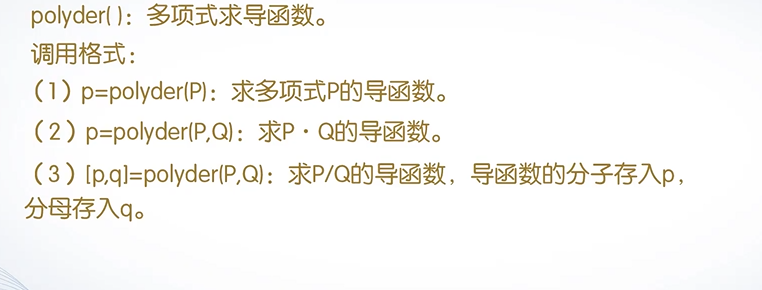 polyder( )：多项式求导函数。
调用格式：
（1）p=polyder(P)：求多项式P的导函数。
（2）p=polyder(P,Q)：求P·Q的导函数。
（3）[p,q]=polyder(P,Q)：求P/Q的导函数，导函数的分子存入p，
分母存入q。